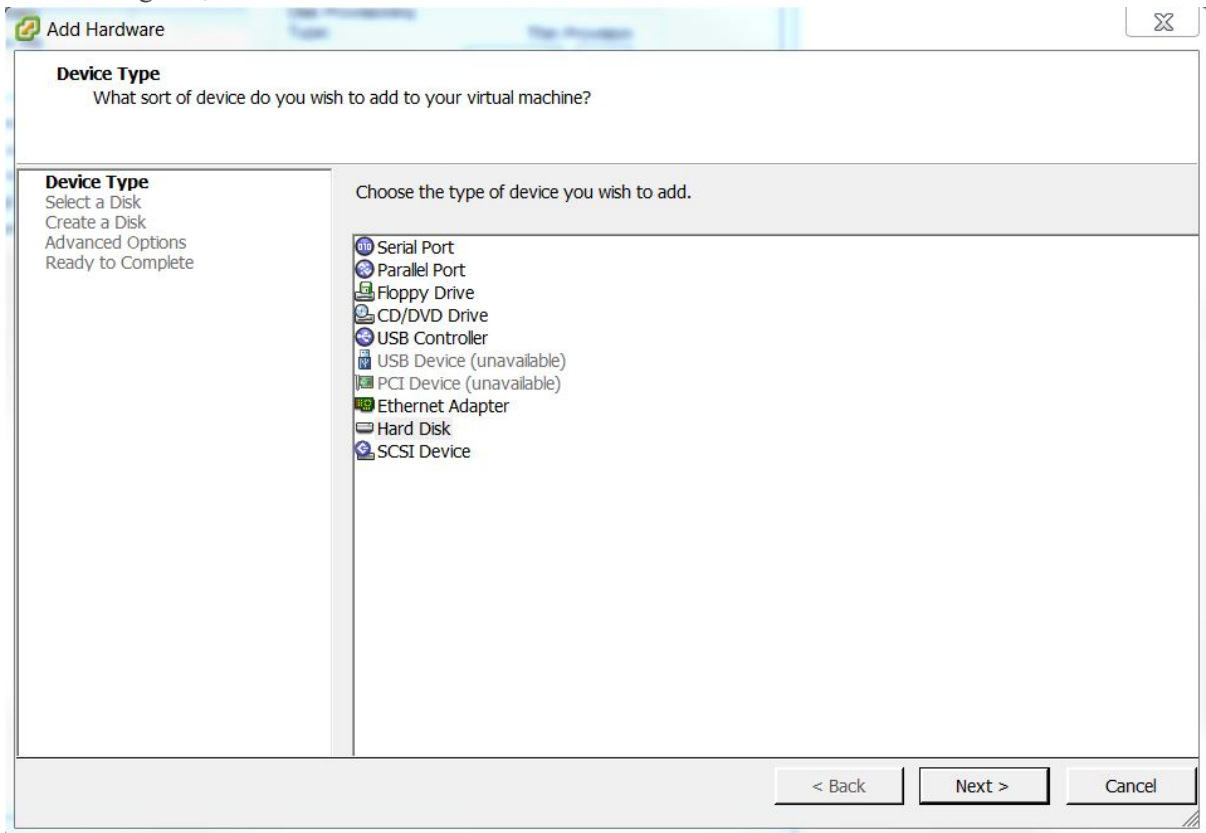 Add Hardware
Device Type
What sort of device do you wish to add to your virtual machine?
Device Type
Select a Disk
Create a Disk
Advanced Options
Ready to Complete
Choose the type of device you wish to add.
Serial Port
Parallel Port
Floppy Drive
CD/DVD Drive
USB Controller
USB Device (unavailable)
PCI Device (unavailable)
Ethernet Adapter
Hard Disk
SCSI Device
< Back
Next >
Cancel